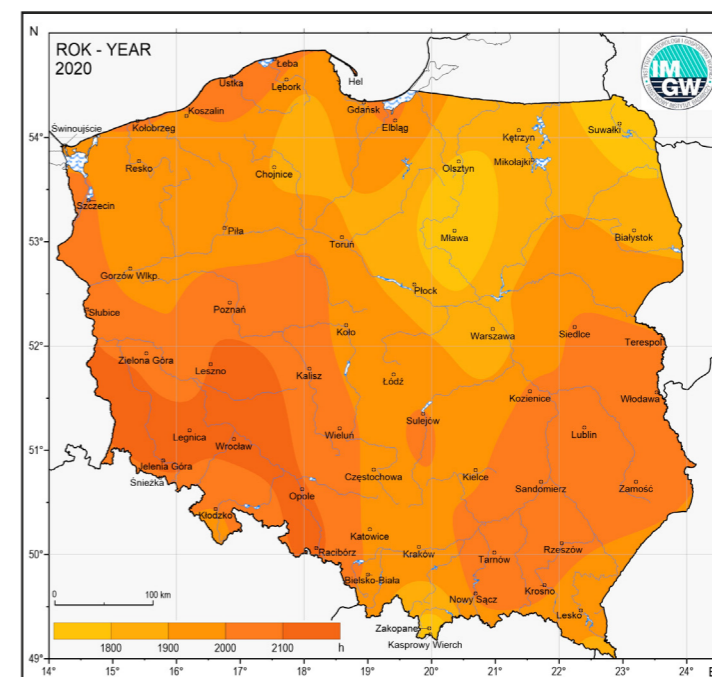 N
ROK - YEAR
2020
IM
GW
Łeba
Hel
Ustka
Lębork
Gdańsk
Koszalin
Elbląg
Świnoujście
Kołobrzeg
Kętrzyn
Suwałki
54°
Resko
Chojnice
Olsztyn
Mikołajki
Szczecin
Piła
Toruń
Mława
Białystok
53°
Gorzów Wlkp.
Płock
Słubice
Poznań
Koło
Warszawa
Siedlce
Terespol
52°
Zielona Góra
Leszno
Kalisz
Łódź
Kozienice
Włodawa
Sulejów
Legnica
Wrocław
Wieluń
Lublin
51°
Jelenia Góra
Śnieżka
Częstochowa
Kielce
Opole
Sandomierz
Zamość
Kłodzko
Katowice
Kraków
Rzeszów
50°
Racibórz
Tarnów
Bielsko-Biała
Krosno
Nowy Sącz
Lesko
0 100 km
Zakopane
Kasprowy Wierch
1800 1900 2000 2100 h
49°
14° 15° 16° 17° 18° 19° 20° 21° 22° 23° 24° E